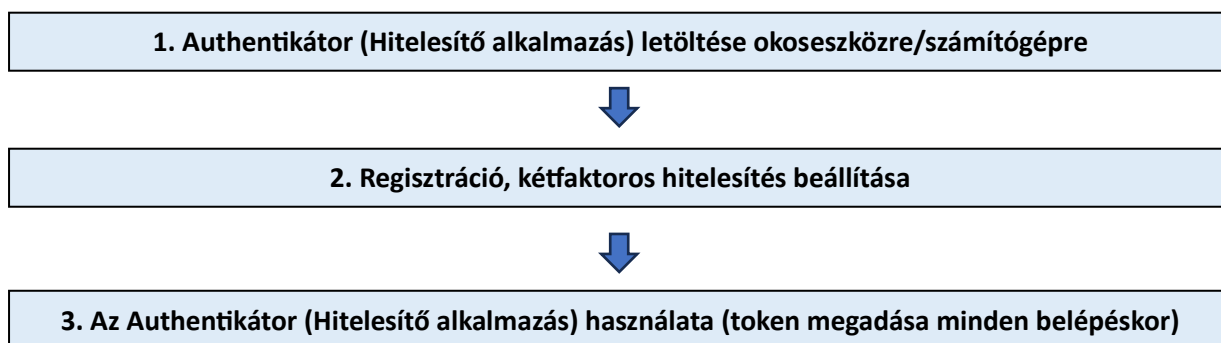 1. Authentikátor (Hitelesítő alkalmazás) letöltése okoseszközre/számítógépre
2. Regisztráció, kétfaktoros hitelesítés beállítása
3. Az Authentikátor (Hitelesítő alkalmazás) használata (token megadása minden belépéskor)